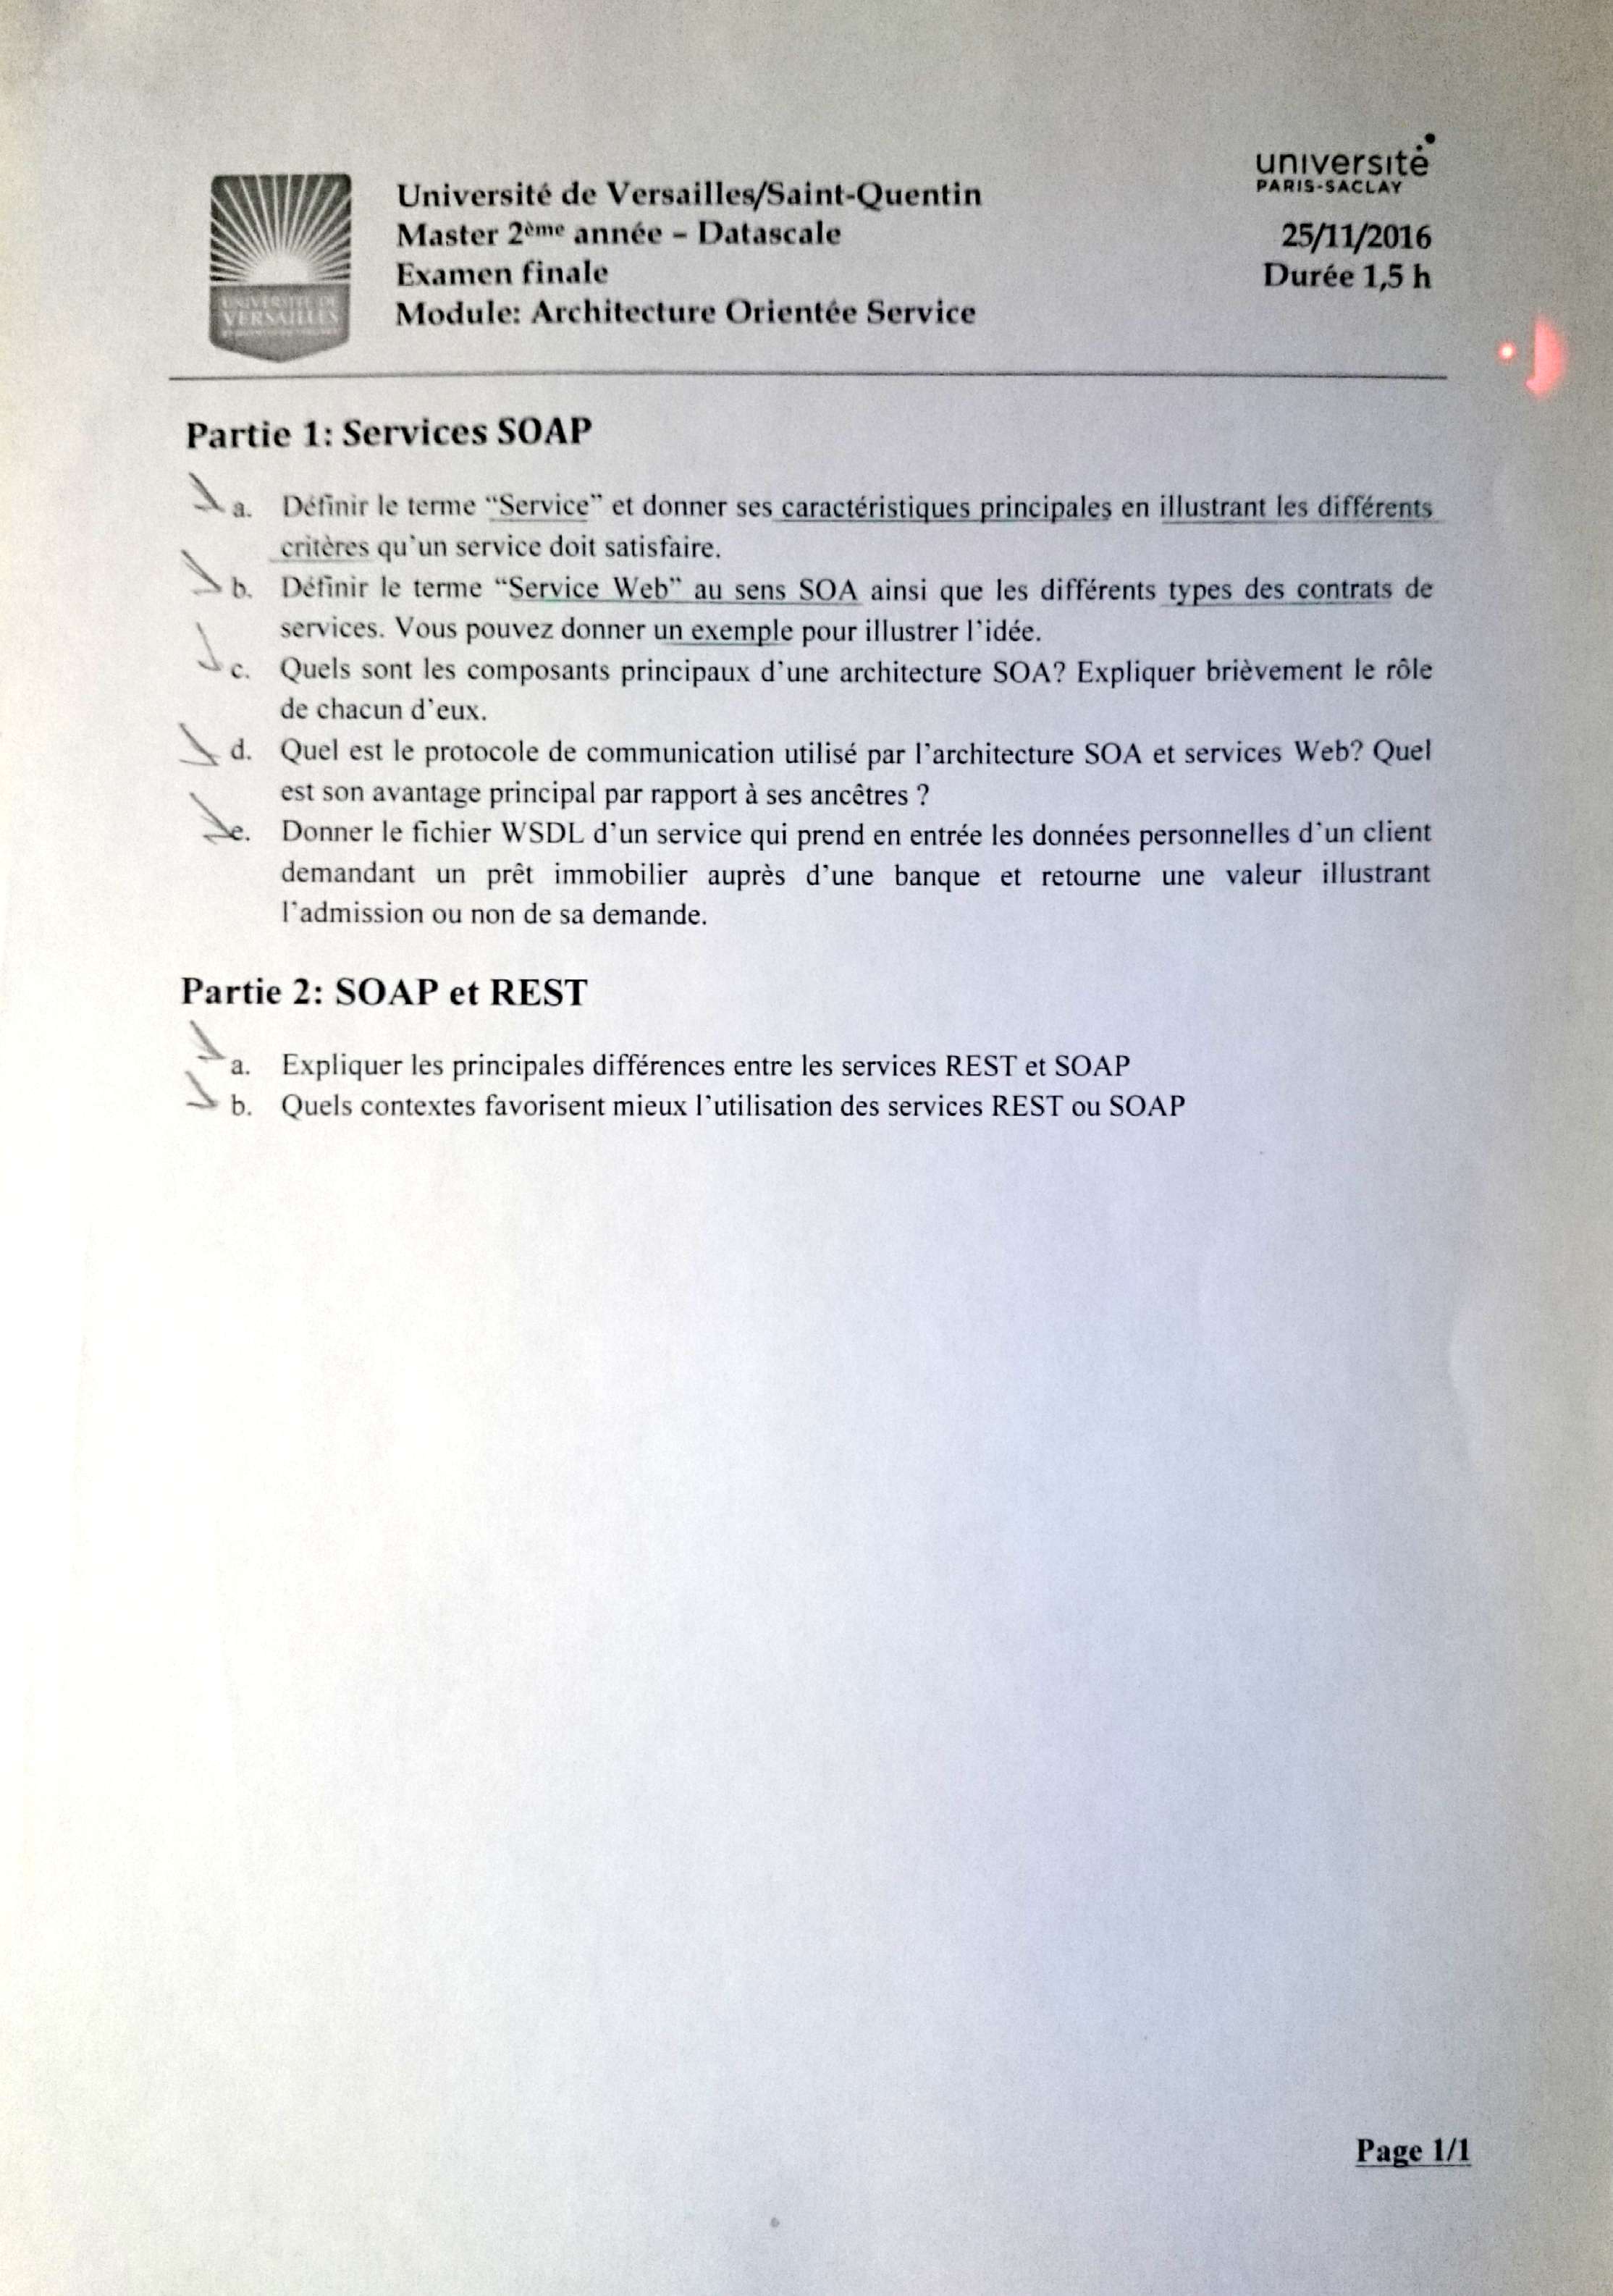 université
PARIS-SACLAY
Université de Versailles/Saint-Quentin
Master 2ème année – Datascale
25/11/2016
Examen finale
Durée 1,5 h
Module: Architecture Orientée Service
UNIVERSITÉ DE
VERSAILLES
Partie 1: Services SOAP
a. Définir le terme “Service” et donner ses caractéristiques principales en illustrant les différents
critères qu’un service doit satisfaire.
b. Définir le terme “Service Web” au sens SOA ainsi que les différents types des contrats de
services. Vous pouvez donner un exemple pour illustrer l’idée.
c. Quels sont les composants principaux d’une architecture SOA? Expliquer brièvement le rôle
de chacun d’eux.
d. Quel est le protocole de communication utilisé par l’architecture SOA et services Web? Quel
est son avantage principal par rapport à ses ancêtres ?
e. Donner le fichier WSDL d’un service qui prend en entrée les données personnelles d’un client
demandant un prêt immobilier auprès d’une banque et retourne une valeur illustrant
l’admission ou non de sa demande.
Partie 2: SOAP et REST
a. Expliquer les principales différences entre les services REST et SOAP
b. Quels contextes favorisent mieux l’utilisation des services REST ou SOAP
Page 1/1